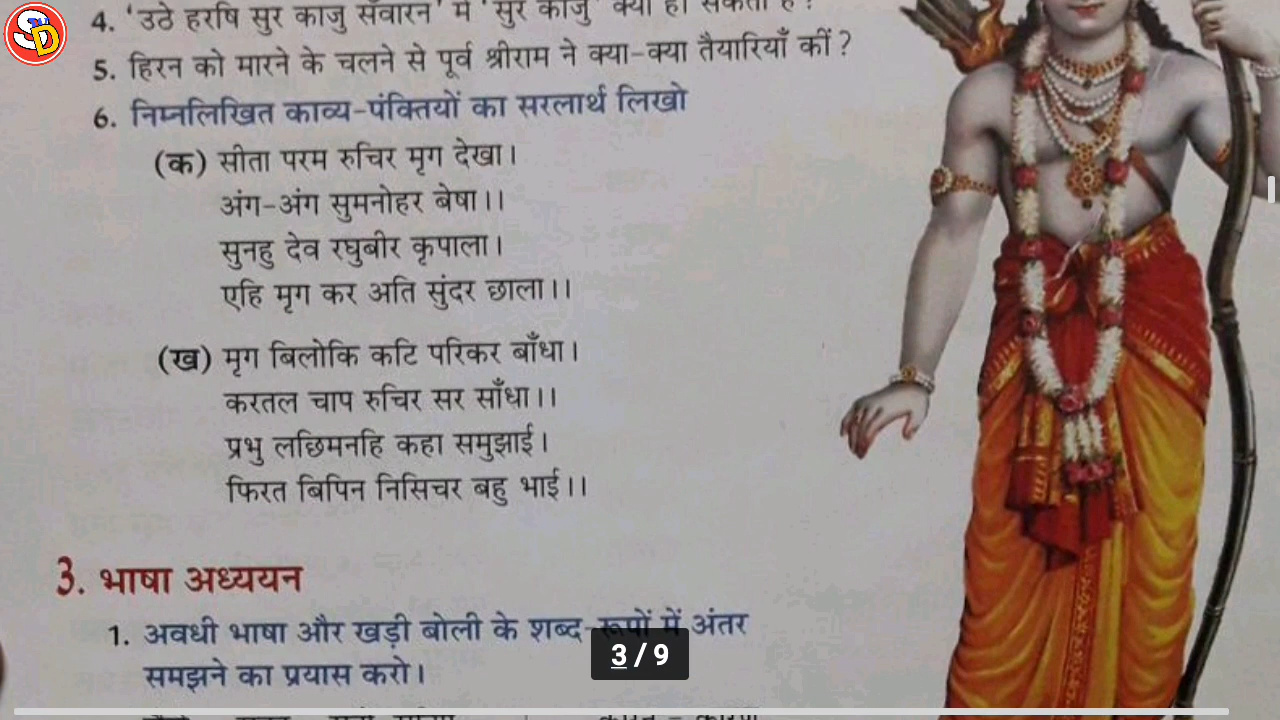 SD
4. 'उठे हरषि सुर काजु सँवारन' में 'सुर काजु' क्या हो सकता है?
5. हिरन को मारने के चलने से पूर्व श्रीराम ने क्या-क्या तैयारियाँ कीं?
6. निम्नलिखित काव्य-पंक्तियों का सरलार्थ लिखो
(क) सीता परम रुचिर मृग देखा।
अंग-अंग सुमनोहर बेषा।।
सुनहु देव रघुबीर कृपाला।
एहि मृग कर अति सुंदर छाला।।
(ख) मृग बिलोकि कटि परिकर बाँधा।
करतल चाप रुचिर सर साँधा।।
प्रभु लछिमनहि कहा समुझाई।
फिरत बिपिन निसिचर बहु भाई।।
3. भाषा अध्ययन
1. अवधी भाषा और खड़ी बोली के शब्द-रूपों में अंतर
समझने का प्रयास करो।
3 / 9